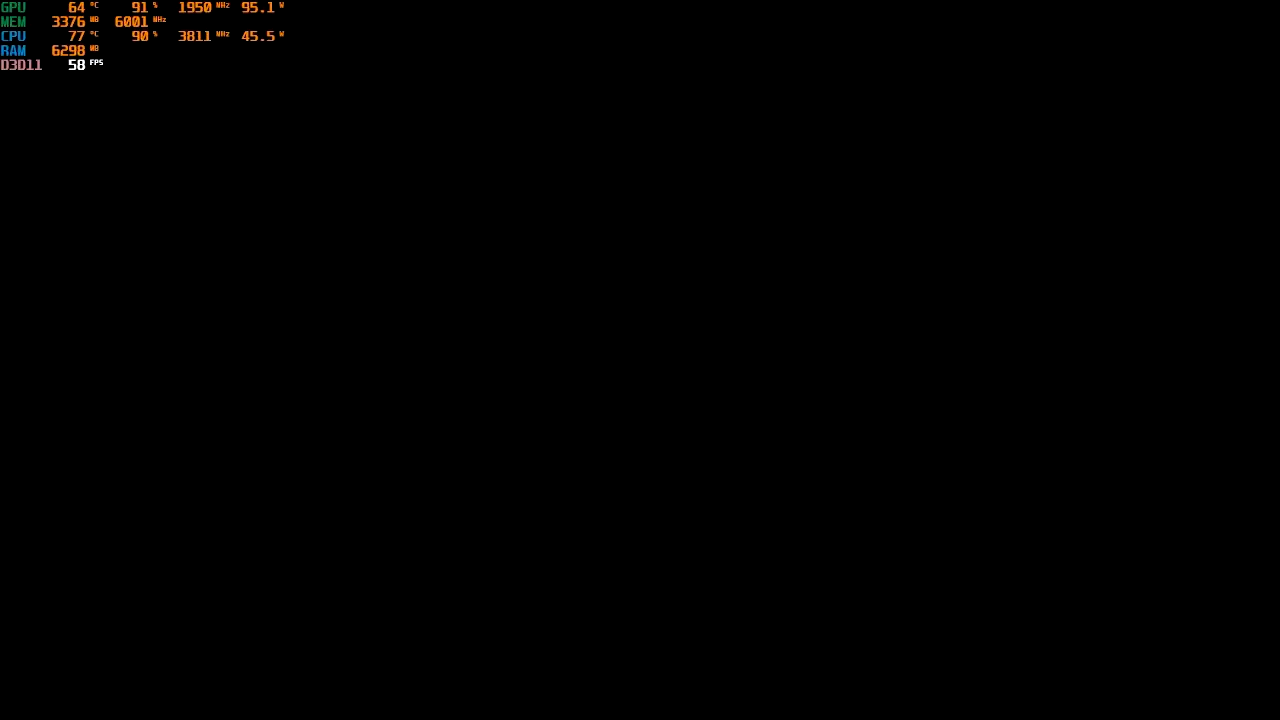 GPU 64 °C 91 % 1950 MHz 95.1 W
MEM 3376 MB 6001 MHz
CPU 77 °C 90 % 3811 MHz 45.5 W
RAM 6298 MB
D3D11 58 FPS